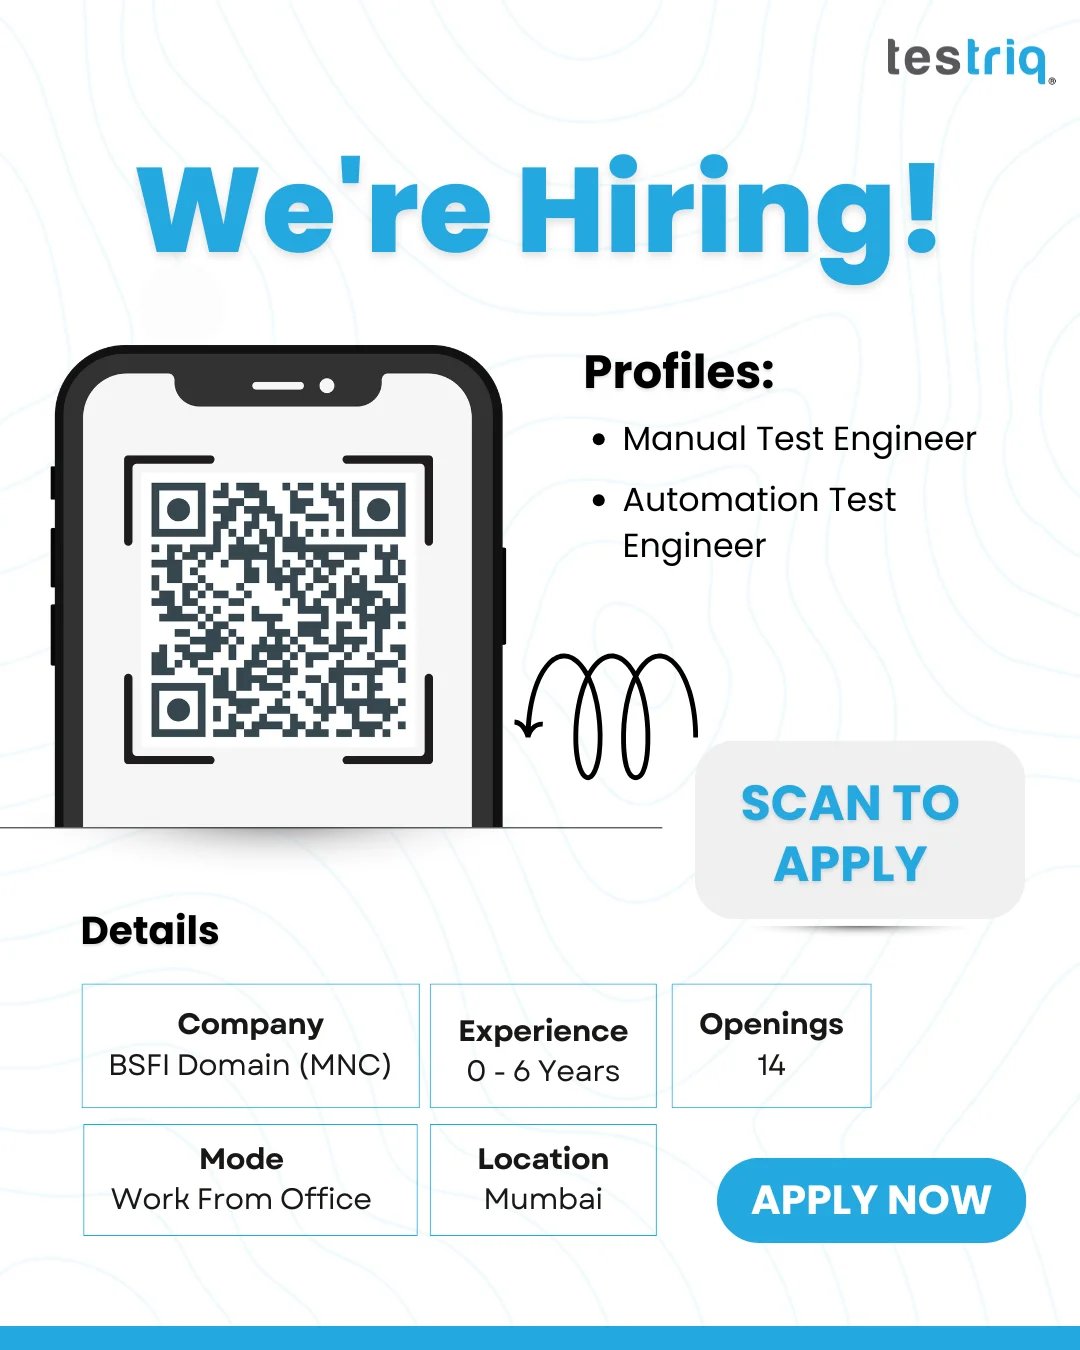 testriq®
We're Hiring!
Profiles:
• Manual Test Engineer
• Automation Test
Engineer
SCAN TO
APPLY
Details
Company
BSFI Domain (MNC)
Experience
0 - 6 Years
Openings
14
Mode
Work From Office
Location
Mumbai
APPLY NOW